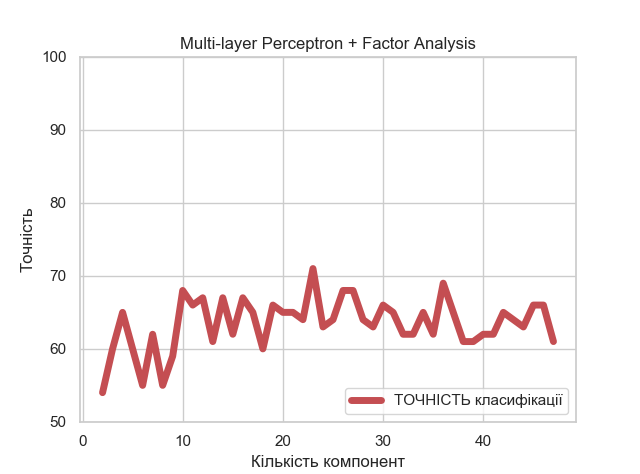 Multi-layer Perceptron + Factor Analysis
100
90
80
70
60
50
Точність
ТОЧНІСТЬ класифікації
0
10
20
30
40
Кількість компонент